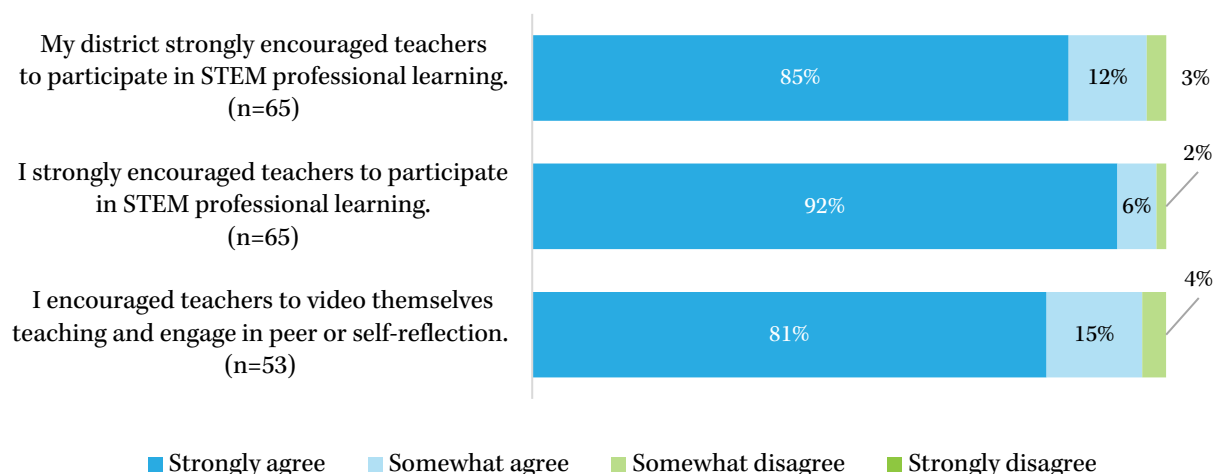 My district strongly encouraged teachers
to participate in STEM professional learning.
(n=65)
85%
12%
3%
I strongly encouraged teachers to participate
in STEM professional learning.
(n=65)
92%
6%
2%
I encouraged teachers to video themselves
teaching and engage in peer or self-reflection.
(n=53)
81%
15%
4%
Strongly agree Somewhat agree Somewhat disagree Strongly disagree